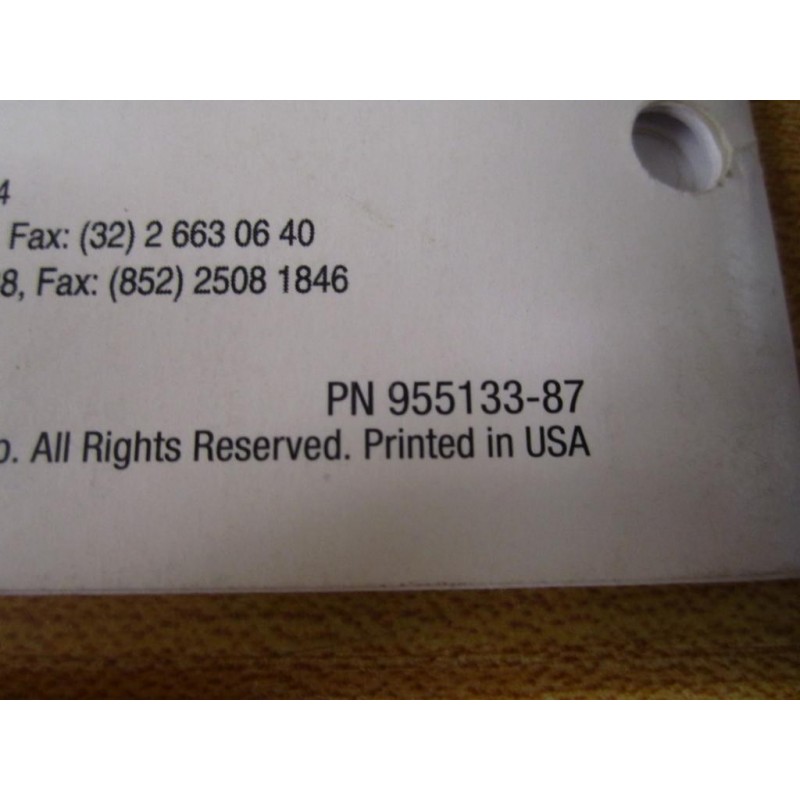 4
Fax: (32) 2 663 06 40
8, Fax: (852) 2508 1846
PN 955133-87
. All Rights Reserved. Printed in USA